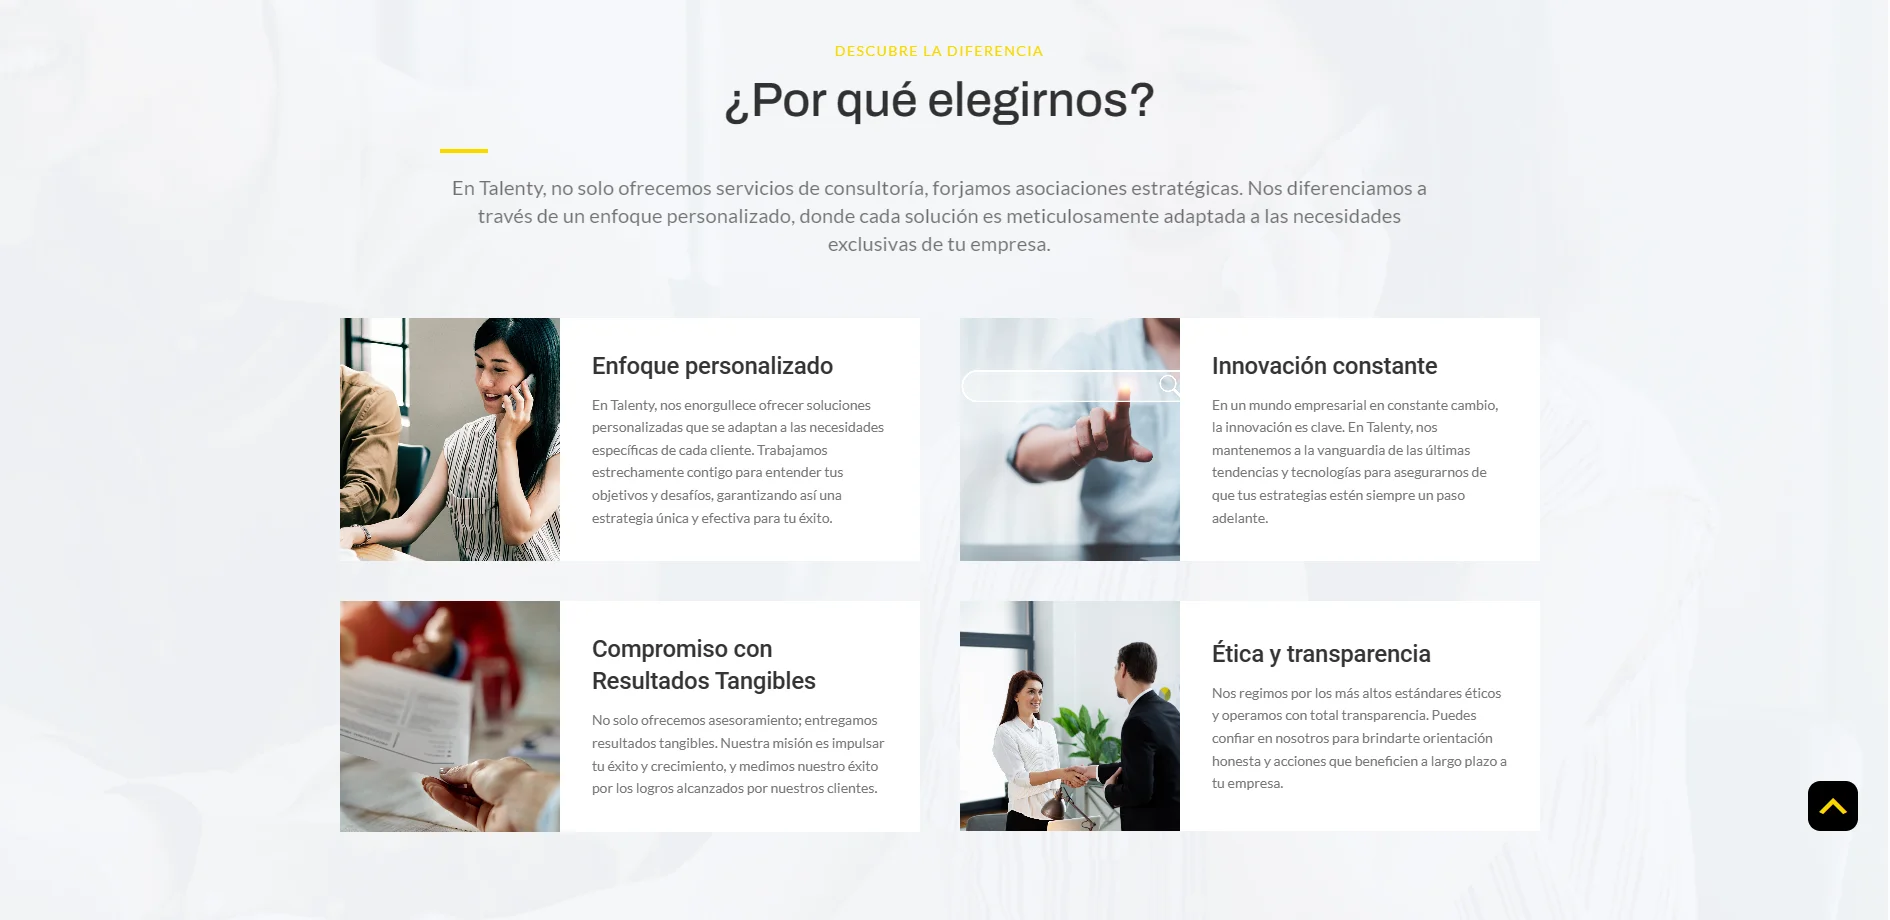 DESCUBRE LA DIFERENCIA
¿Por qué elegirnos?
En Talenty, no solo ofrecemos servicios de consultoría, forjamos asociaciones estratégicas. Nos diferenciamos a
través de un enfoque personalizado, donde cada solución es meticulosamente adaptada a las necesidades
exclusivas de tu empresa.
Enfoque personalizado
En Talenty, nos enorgullece ofrecer soluciones
personalizadas que se adaptan a las necesidades
específicas de cada cliente. Trabajamos
estrechamente contigo para entender tus
objetivos y desafíos, garantizando así una
estrategia única y efectiva para tu éxito.
Innovación constante
En un mundo empresarial en constante cambio,
la innovación es clave. En Talenty, nos
mantenemos a la vanguardia de las últimas
tendencias y tecnologías para asegurarnos de
que tus estrategias estén siempre un paso
adelante.
Compromiso con
Resultados Tangibles
No solo ofrecemos asesoramiento; entregamos
resultados tangibles. Nuestra misión es impulsar
tu éxito y crecimiento, y medimos nuestro éxito
por los logros alcanzados por nuestros clientes.
Ética y transparencia
Nos regimos por los más altos estándares éticos
y operamos con total transparencia. Puedes
confiar en nosotros para brindarte orientación
honesta y acciones que beneficien a largo plazo a
tu empresa.